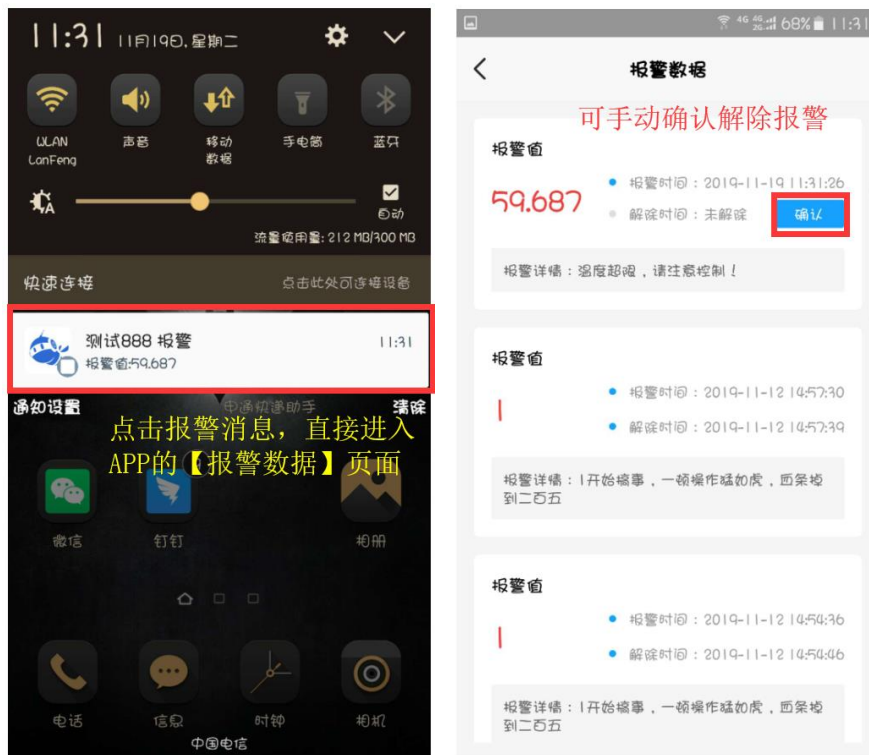 11:31 11月19日,星期二
WLAN
LanFeng
声音
移动
数据
手电筒
蓝牙
自动
流量使用量: 212 MB/300 MB
快速连接
点击此处可连接设备
测试888 报警
11:31
报警值:59.687
通知设置
中通快递助手
清除
点击报警消息，直接进入
APP的【报警数据】页面
微信
钉钉
相册
电话
信息
时钟
相机
中国电信
4G 4G 2G 68% 11:31
报警数据
可手动确认解除报警
报警值
59.687
报警时间：2019-11-19 11:31:26
解除时间：未解除
确认
报警详情：温度超限，请注意控制！
报警值
1
报警时间：2019-11-12 14:57:30
解除时间：2019-11-12 14:57:39
报警详情：1开始搞事，一顿操作猛如虎，后来掉
到二百五
报警值
1
报警时间：2019-11-12 14:54:36
解除时间：2019-11-12 14:54:46
报警详情：1开始搞事，一顿操作猛如虎，后来掉
到二百五